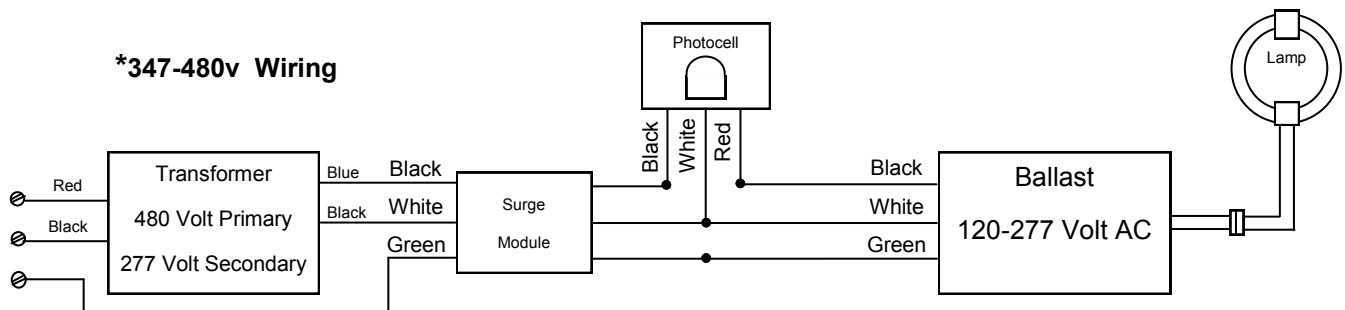 *347-480v Wiring
Photocell
Lamp
Black
White
Red
Transformer
480 Volt Primary
277 Volt Secondary
Red
Black
Blue
Black
Black
White
Green
Surge
Module
Black
White
Green
Ballast
120-277 Volt AC